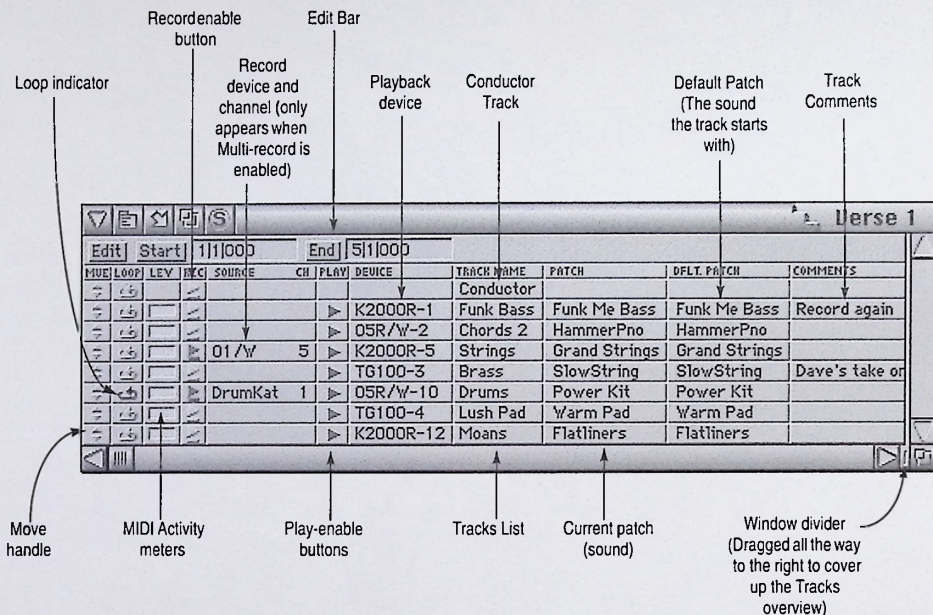 Record enable
button
Edit Bar
Loop indicator
Record
device and
channel (only
appears when
Multi-record is
enabled)
Playback
device
Conductor
Track
Default Patch
(The sound
the track starts
with)
Track
Comments
S Verse 1
Edit Start 1|1|000 End 5|1|000
MVE LOOP LEV REC SOURCE CH PLAY DEVICE TRACK NAME PATCH DFLT. PATCH COMMENTS
Conductor
K2000R-1 Funk Bass Funk Me Bass Funk Me Bass Record again
05R/W-2 Chords 2 HammerPno HammerPno
01/W 5 K2000R-5 Strings Grand Strings Grand Strings
TG100-3 Brass SlowString SlowString Dave's take or
DrumKat 1 05R/W-10 Drums Power Kit Power Kit
TG100-4 Lush Pad Warm Pad Warm Pad
K2000R-12 Moans Flatliners Flatliners
Move
handle
MIDI Activity
meters
Play-enable
buttons
Tracks List
Current patch
(sound)
Window divider
(Dragged all the way
to the right to cover
up the Tracks
overview)